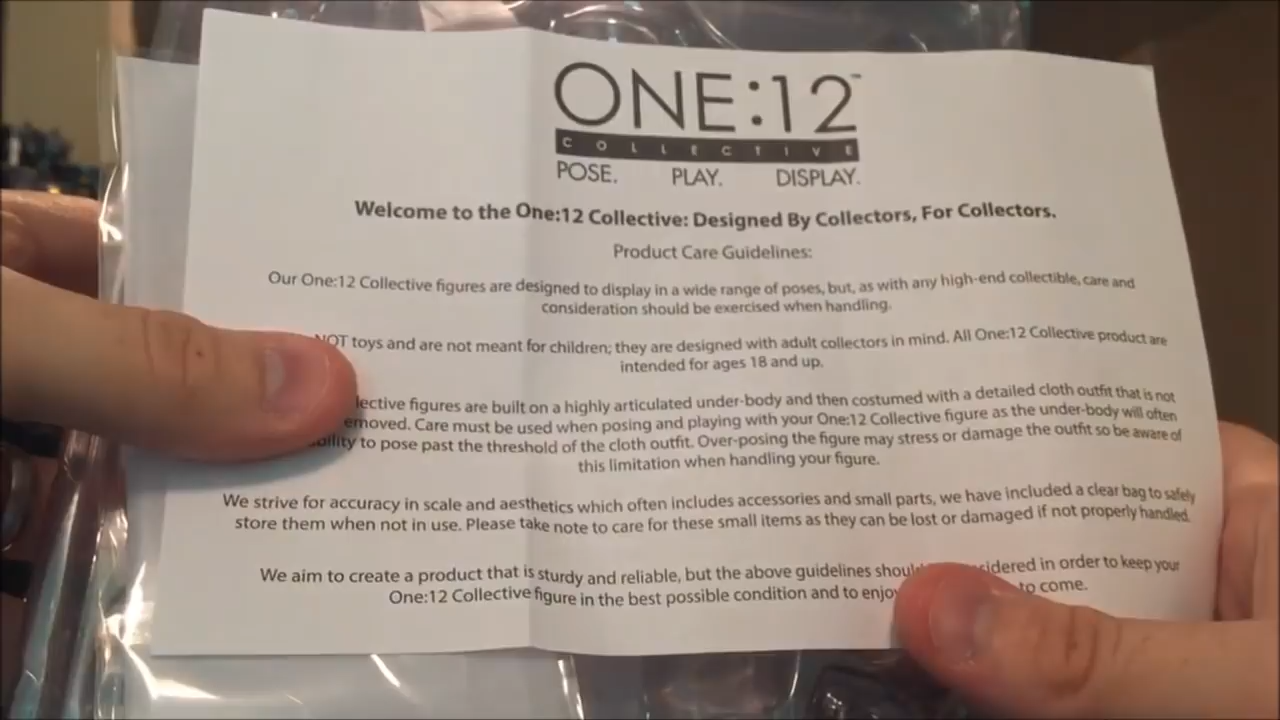 ONE:12™
COLLECTIVE
POSE. PLAY. DISPLAY.
Welcome to the One:12 Collective: Designed By Collectors, For Collectors.
Product Care Guidelines:
Our One:12 Collective figures are designed to display in a wide range of poses, but, as with any high-end collectible, care and
consideration should be exercised when handling.
NOT toys and are not meant for children; they are designed with adult collectors in mind. All One:12 Collective product are
intended for ages 18 and up.
figures are built on a highly articulated under-body and then costumed with a detailed cloth outfit that is not
Care must be used when posing and playing with your One:12 Collective figure as the under-body will often
to pose past the threshold of the cloth outfit. Over-posing the figure may stress or damage the outfit so be aware of
this limitation when handling your figure.
We strive for accuracy in scale and aesthetics which often includes accessories and small parts, we have included a clear bag to safely
store them when not in use. Please take note to care for these small items as they can be lost or damaged if not properly handled.
We aim to create a product that is sturdy and reliable, but the above guidelines in order to keep your
One:12 Collective figure in the best possible condition and to to come.